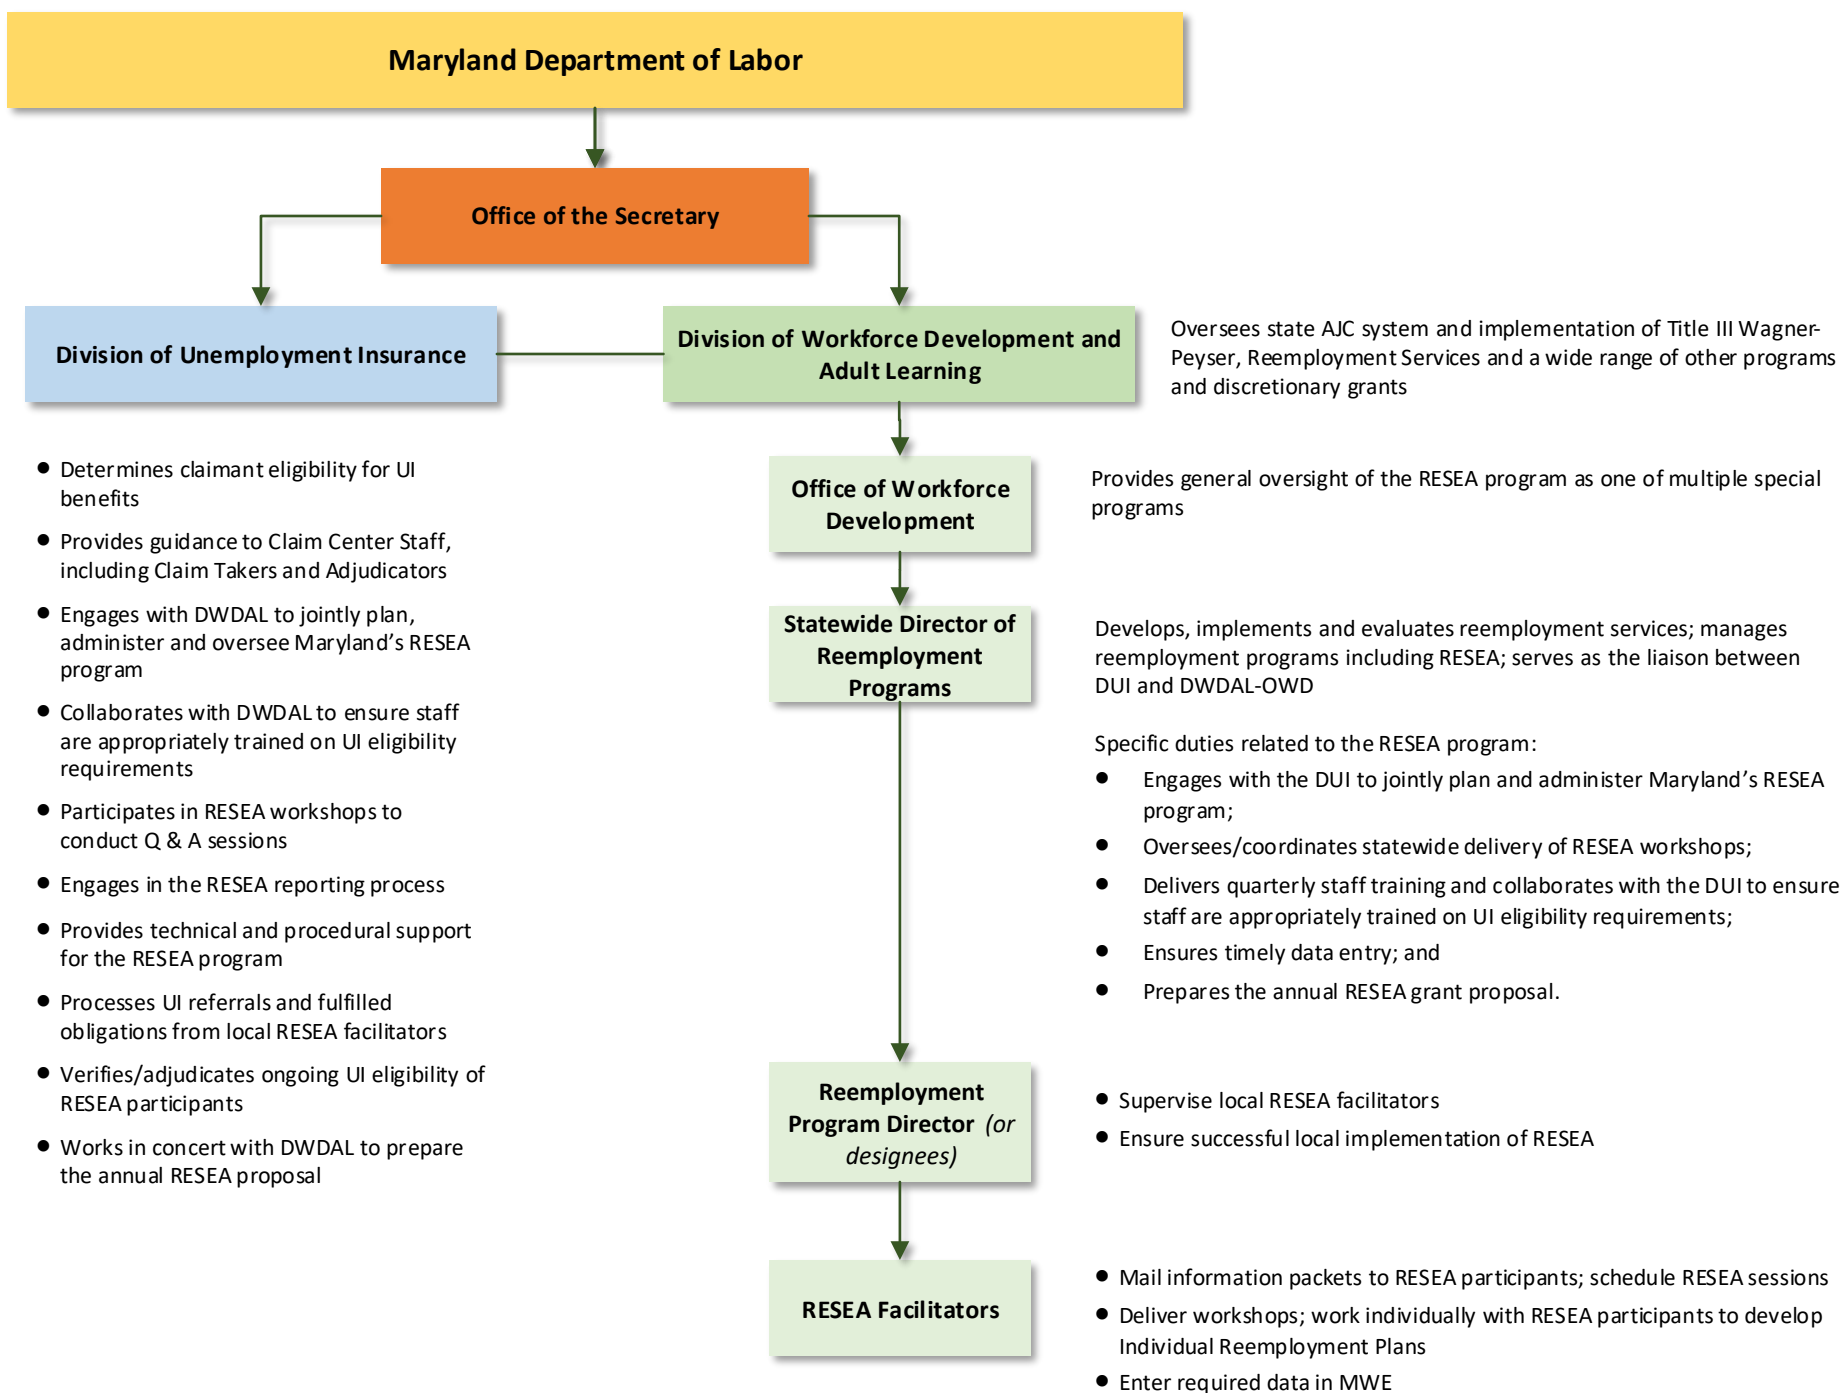 Maryland Department of Labor
Office of the Secretary
Division of Unemployment Insurance
Division of Workforce Development and
Adult Learning
Oversees state AJC system and implementation of Title III Wagner-
Peyser, Reemployment Services and a wide range of other programs
and discretionary grants
● Determines claimant eligibility for UI
benefits
● Provides guidance to Claim Center Staff,
including Claim Takers and Adjudicators
● Engages with DWDAL to jointly plan,
administer and oversee Maryland’s RESEA
program
● Collaborates with DWDAL to ensure staff
are appropriately trained on UI eligibility
requirements
● Participates in RESEA workshops to
conduct Q & A sessions
● Engages in the RESEA reporting process
● Provides technical and procedural support
for the RESEA program
● Processes UI referrals and fulfilled
obligations from local RESEA facilitators
● Verifies/adjudicates ongoing UI eligibility of
RESEA participants
● Works in concert with DWDAL to prepare
the annual RESEA proposal
Office of Workforce
Development
Provides general oversight of the RESEA program as one of multiple special
programs
Statewide Director of
Reemployment
Programs
Develops, implements and evaluates reemployment services; manages
reemployment programs including RESEA; serves as the liaison between
DUI and DWDAL-OWD
Specific duties related to the RESEA program:
● Engages with the DUI to jointly plan and administer Maryland’s RESEA
program;
● Oversees/coordinates statewide delivery of RESEA workshops;
● Delivers quarterly staff training and collaborates with the DUI to ensure
staff are appropriately trained on UI eligibility requirements;
● Ensures timely data entry; and
● Prepares the annual RESEA grant proposal.
Reemployment
Program Director (or
designees)
● Supervise local RESEA facilitators
● Ensure successful local implementation of RESEA
RESEA Facilitators
● Mail information packets to RESEA participants; schedule RESEA sessions
● Deliver workshops; work individually with RESEA participants to develop
Individual Reemployment Plans
● Enter required data in MWE